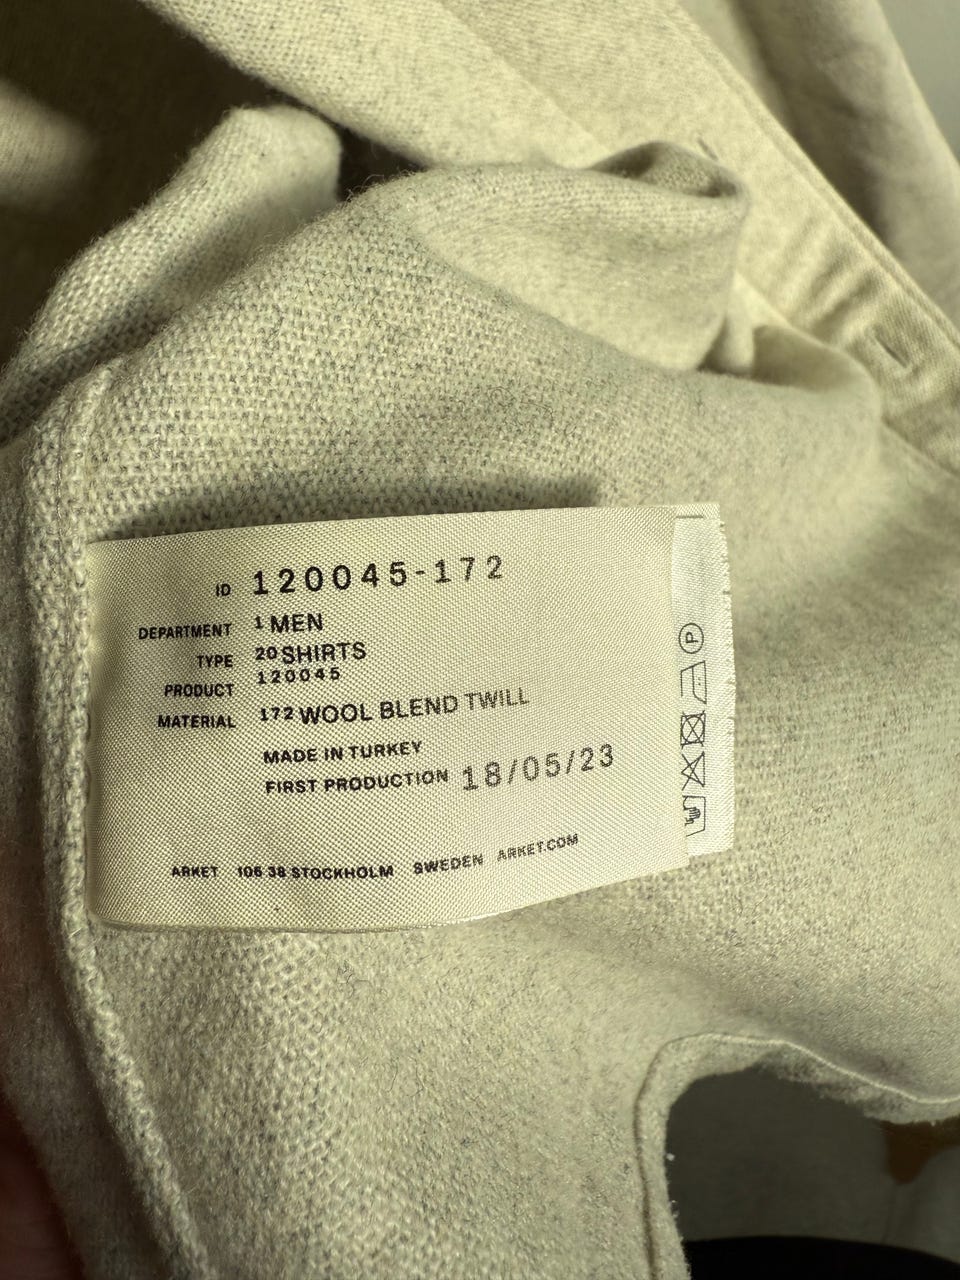 ID 120045-172
DEPARTMENT 1 MEN
TYPE 20 SHIRTS
PRODUCT 120045
MATERIAL 172 WOOL BLEND TWILL
MADE IN TURKEY
FIRST PRODUCTION 18/05/23
ARKET 106 38 STOCKHOLM SWEDEN ARKET.COM
P